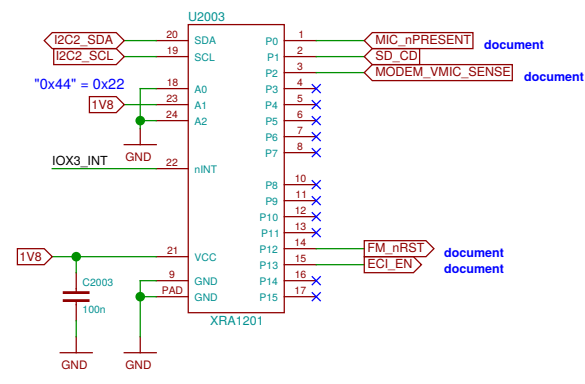 U2003
I2C2_SDA 20 SDA P0 1 MIC_nPRESENT document
I2C2_SCL 19 SCL P1 2 SD_CD
P2 3 MODEM_VMIC_SENSE document
"0x44" = 0x22 18 A0 P3 4
1V8 23 A1 P4 5
24 A2 P5 6
P6 7
P7 8
GND
IOX3_INT 22 nINT
P8 10
P9 11
P10 12
P11 13
P12 14 FM_nRST document
1V8 21 VCC P13 15 ECI_EN document
9 GND P14 16
PAD GND P15 17
C2003
100n
XRA1201
GND GND